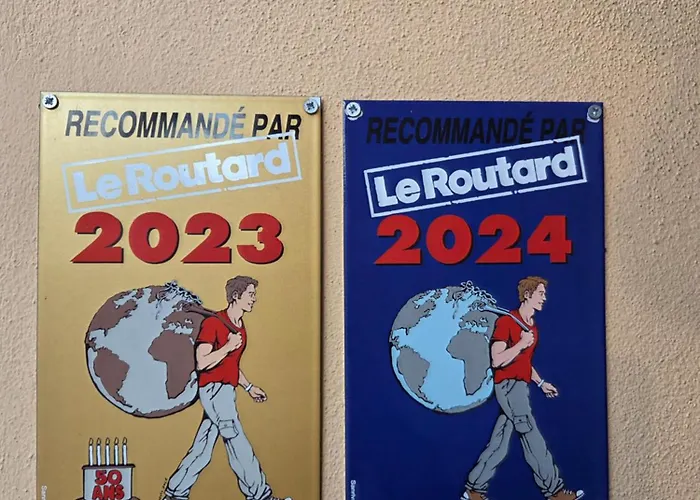 RECOMMANDÉ PAR
Le Routard
2023
50
ANS
RECOMMANDÉ PAR
Le Routard
2024